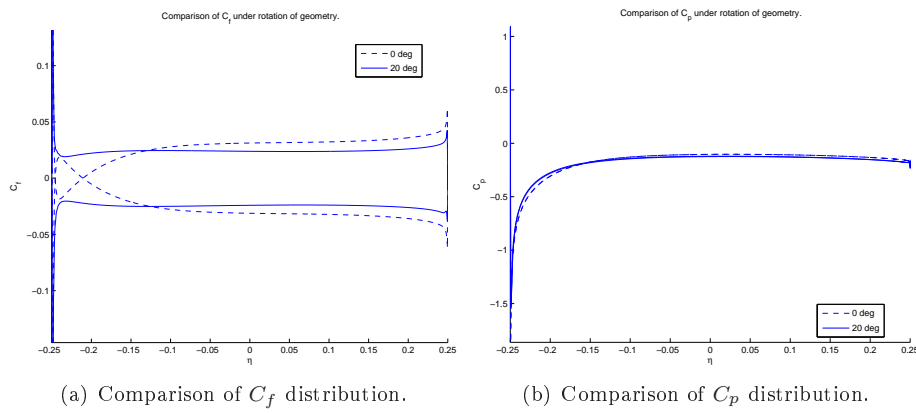 Comparison of C_f under rotation of geometry.
0 deg
20 deg
0.1
0.05
0
−0.05
−0.1
C_f
−0.25 −0.2 −0.15 −0.1 −0.05 0 0.05 0.1 0.15 0.2 0.25
η
(a) Comparison of C_f distribution.
Comparison of C_p under rotation of geometry.
1
0.5
0
−0.5
−1
−1.5
C_p
0 deg
20 deg
−0.25 −0.2 −0.15 −0.1 −0.05 0 0.05 0.1 0.15 0.2 0.25
η
(b) Comparison of C_p distribution.